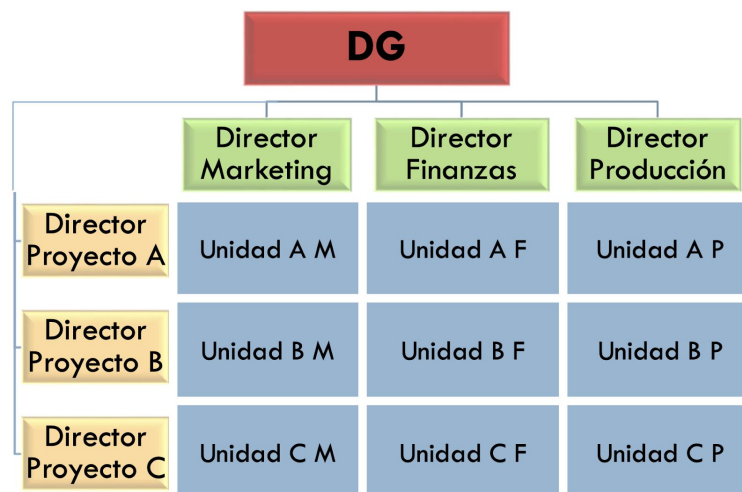 DG
Director
Marketing
Director
Finanzas
Director
Producción
Director
Proyecto A
Unidad A M
Unidad A F
Unidad A P
Director
Proyecto B
Unidad B M
Unidad B F
Unidad B P
Director
Proyecto C
Unidad C M
Unidad C F
Unidad C P